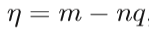 η = m − nq,